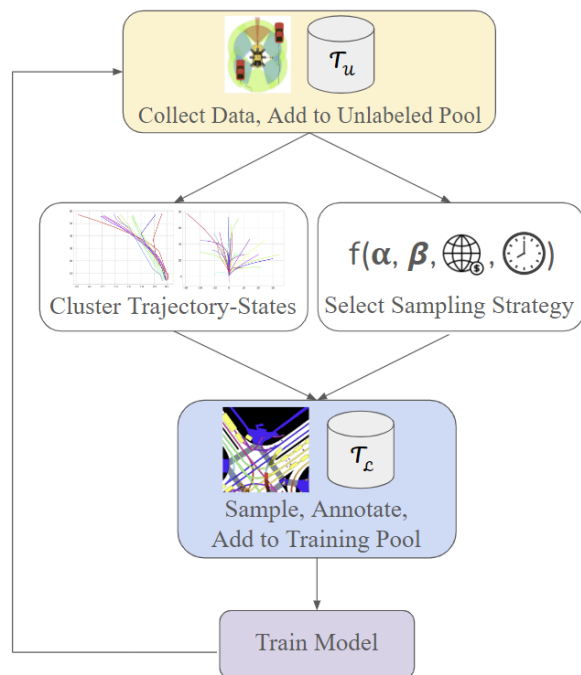 𝒯𝓊
Collect Data, Add to Unlabeled Pool
Cluster Trajectory-States
f(α, β, $, )
Select Sampling Strategy
𝒯ℒ
Sample, Annotate,
Add to Training Pool
Train Model